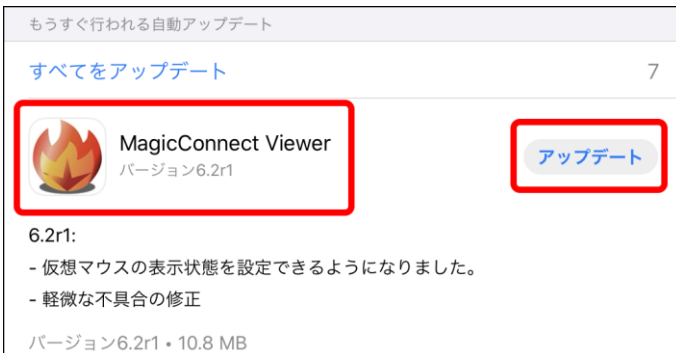 もうすぐ行われる自動アップデート
すべてをアップデート 7
MagicConnect Viewer
バージョン6.2r1
アップデート
6.2r1:
- 仮想マウスの表示状態を設定できるようになりました。
- 軽微な不具合の修正
バージョン6.2r1 • 10.8 MB